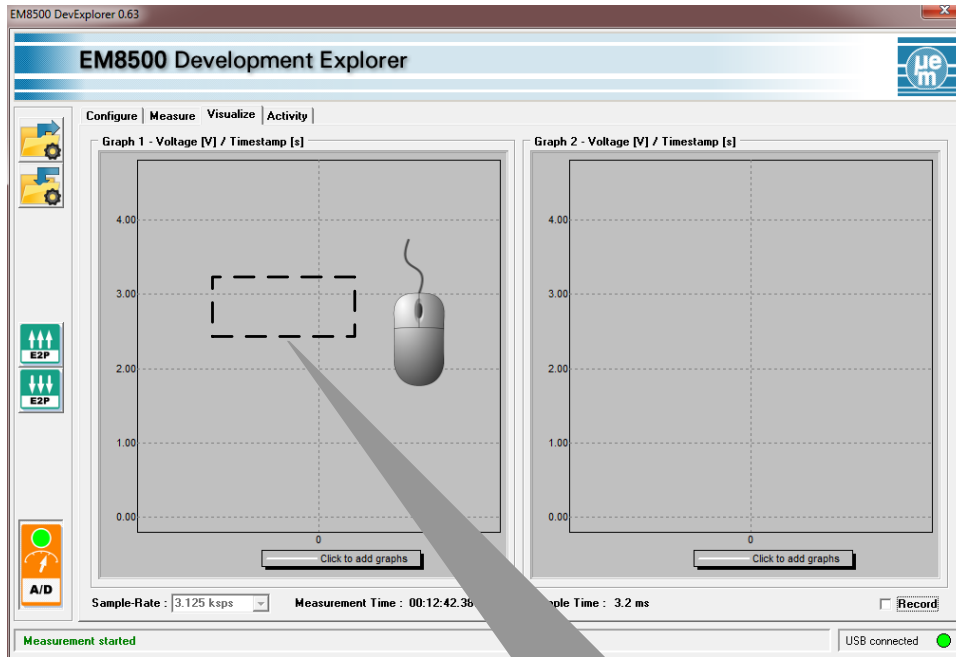 EM8500 DevExplorer 0.63
EM8500 Development Explorer
μe
m
Configure Measure Visualize Activity
Graph 1 - Voltage [V] / Timestamp [s]
4.00
3.00
2.00
1.00
0.00
0
Click to add graphs
Graph 2 - Voltage [V] / Timestamp [s]
4.00
3.00
2.00
1.00
0.00
0
Click to add graphs
E2P
E2P
A/D
Sample-Rate : 3.125 ksps Measurement Time : 00:12:42.38 ple Time : 3.2 ms Record
Measurement started USB connected